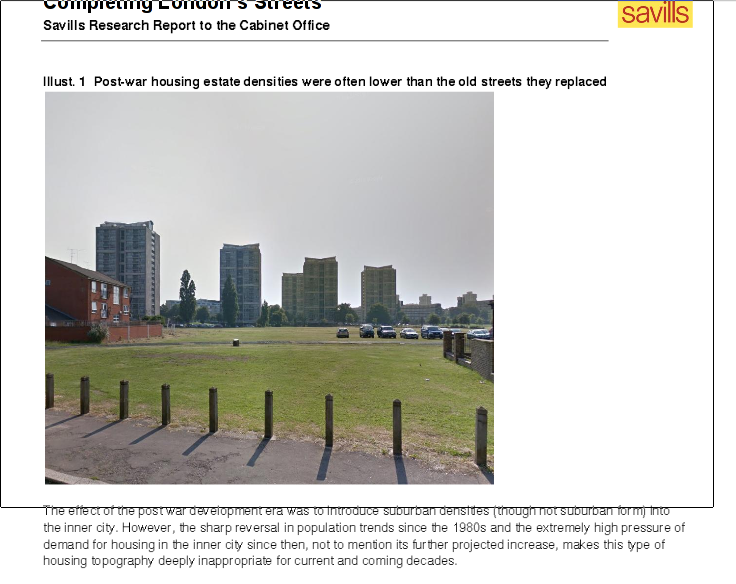 Completing London's Streets
Savills Research Report to the Cabinet Office
savills
Illust. 1 Post-war housing estate densities were often lower than the old streets they replaced
The effect of the post war development era was to introduce suburban densities (though not suburban form) into
the inner city. However, the sharp reversal in population trends since the 1980s and the extremely high pressure of
demand for housing in the inner city since then, not to mention its further projected increase, makes this type of
housing topography deeply inappropriate for current and coming decades.